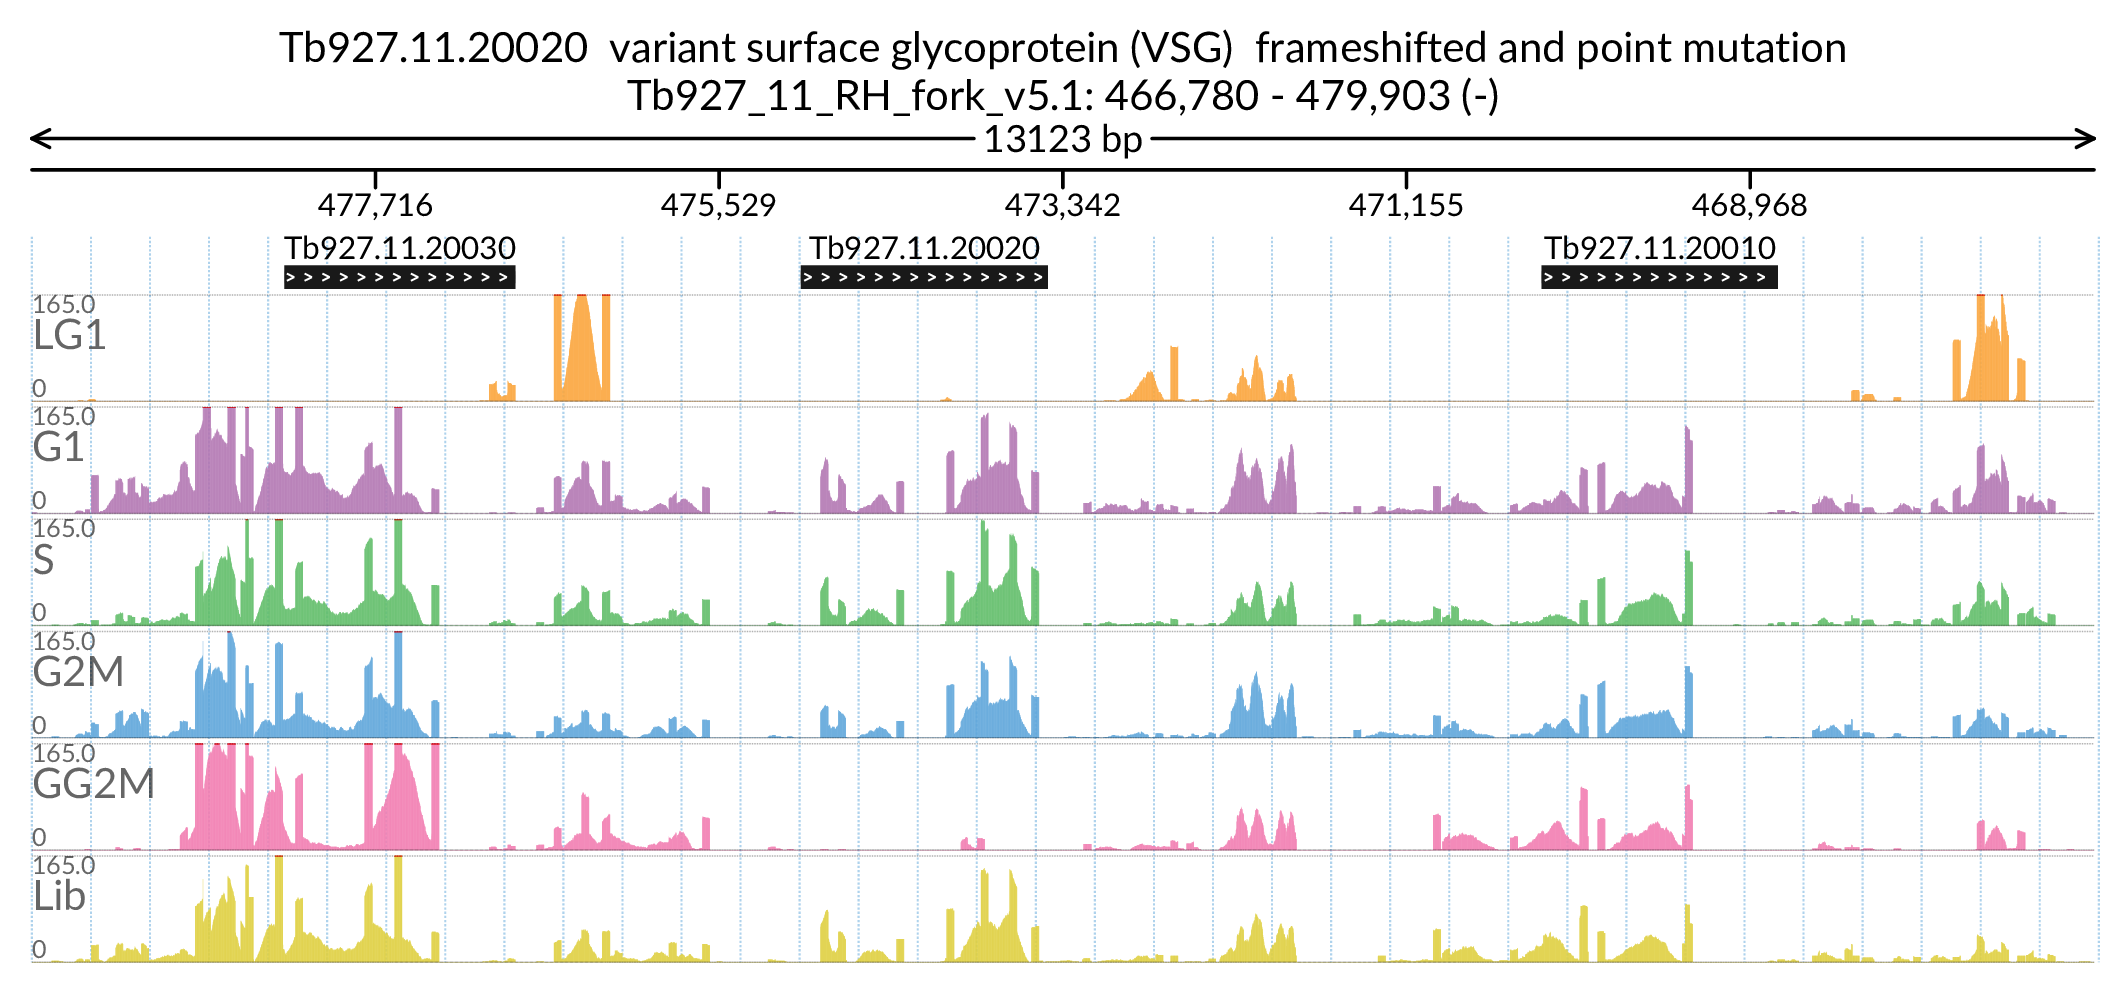 Tb927.11.20020  variant surface glycoprotein (VSG)  frameshifted and point mutation
Tb927_11_RH_fork_v5.1: 466,780 - 479,903 (-)
13123 bp
477,716 475,529 473,342 471,155 468,968
Tb927.11.20030 Tb927.11.20020 Tb927.11.20010
165.0
LG1
0
165.0
G1
0
165.0
S
0
165.0
G2M
0
165.0
GG2M
0
165.0
Lib
0